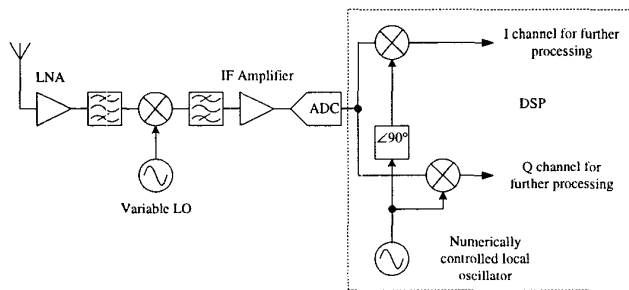 LNA
IF Amplifier
ADC
Variable LO
I channel for further
processing
DSP
∠90°
Q channel for
further processing
Numerically
controlled local
oscillator